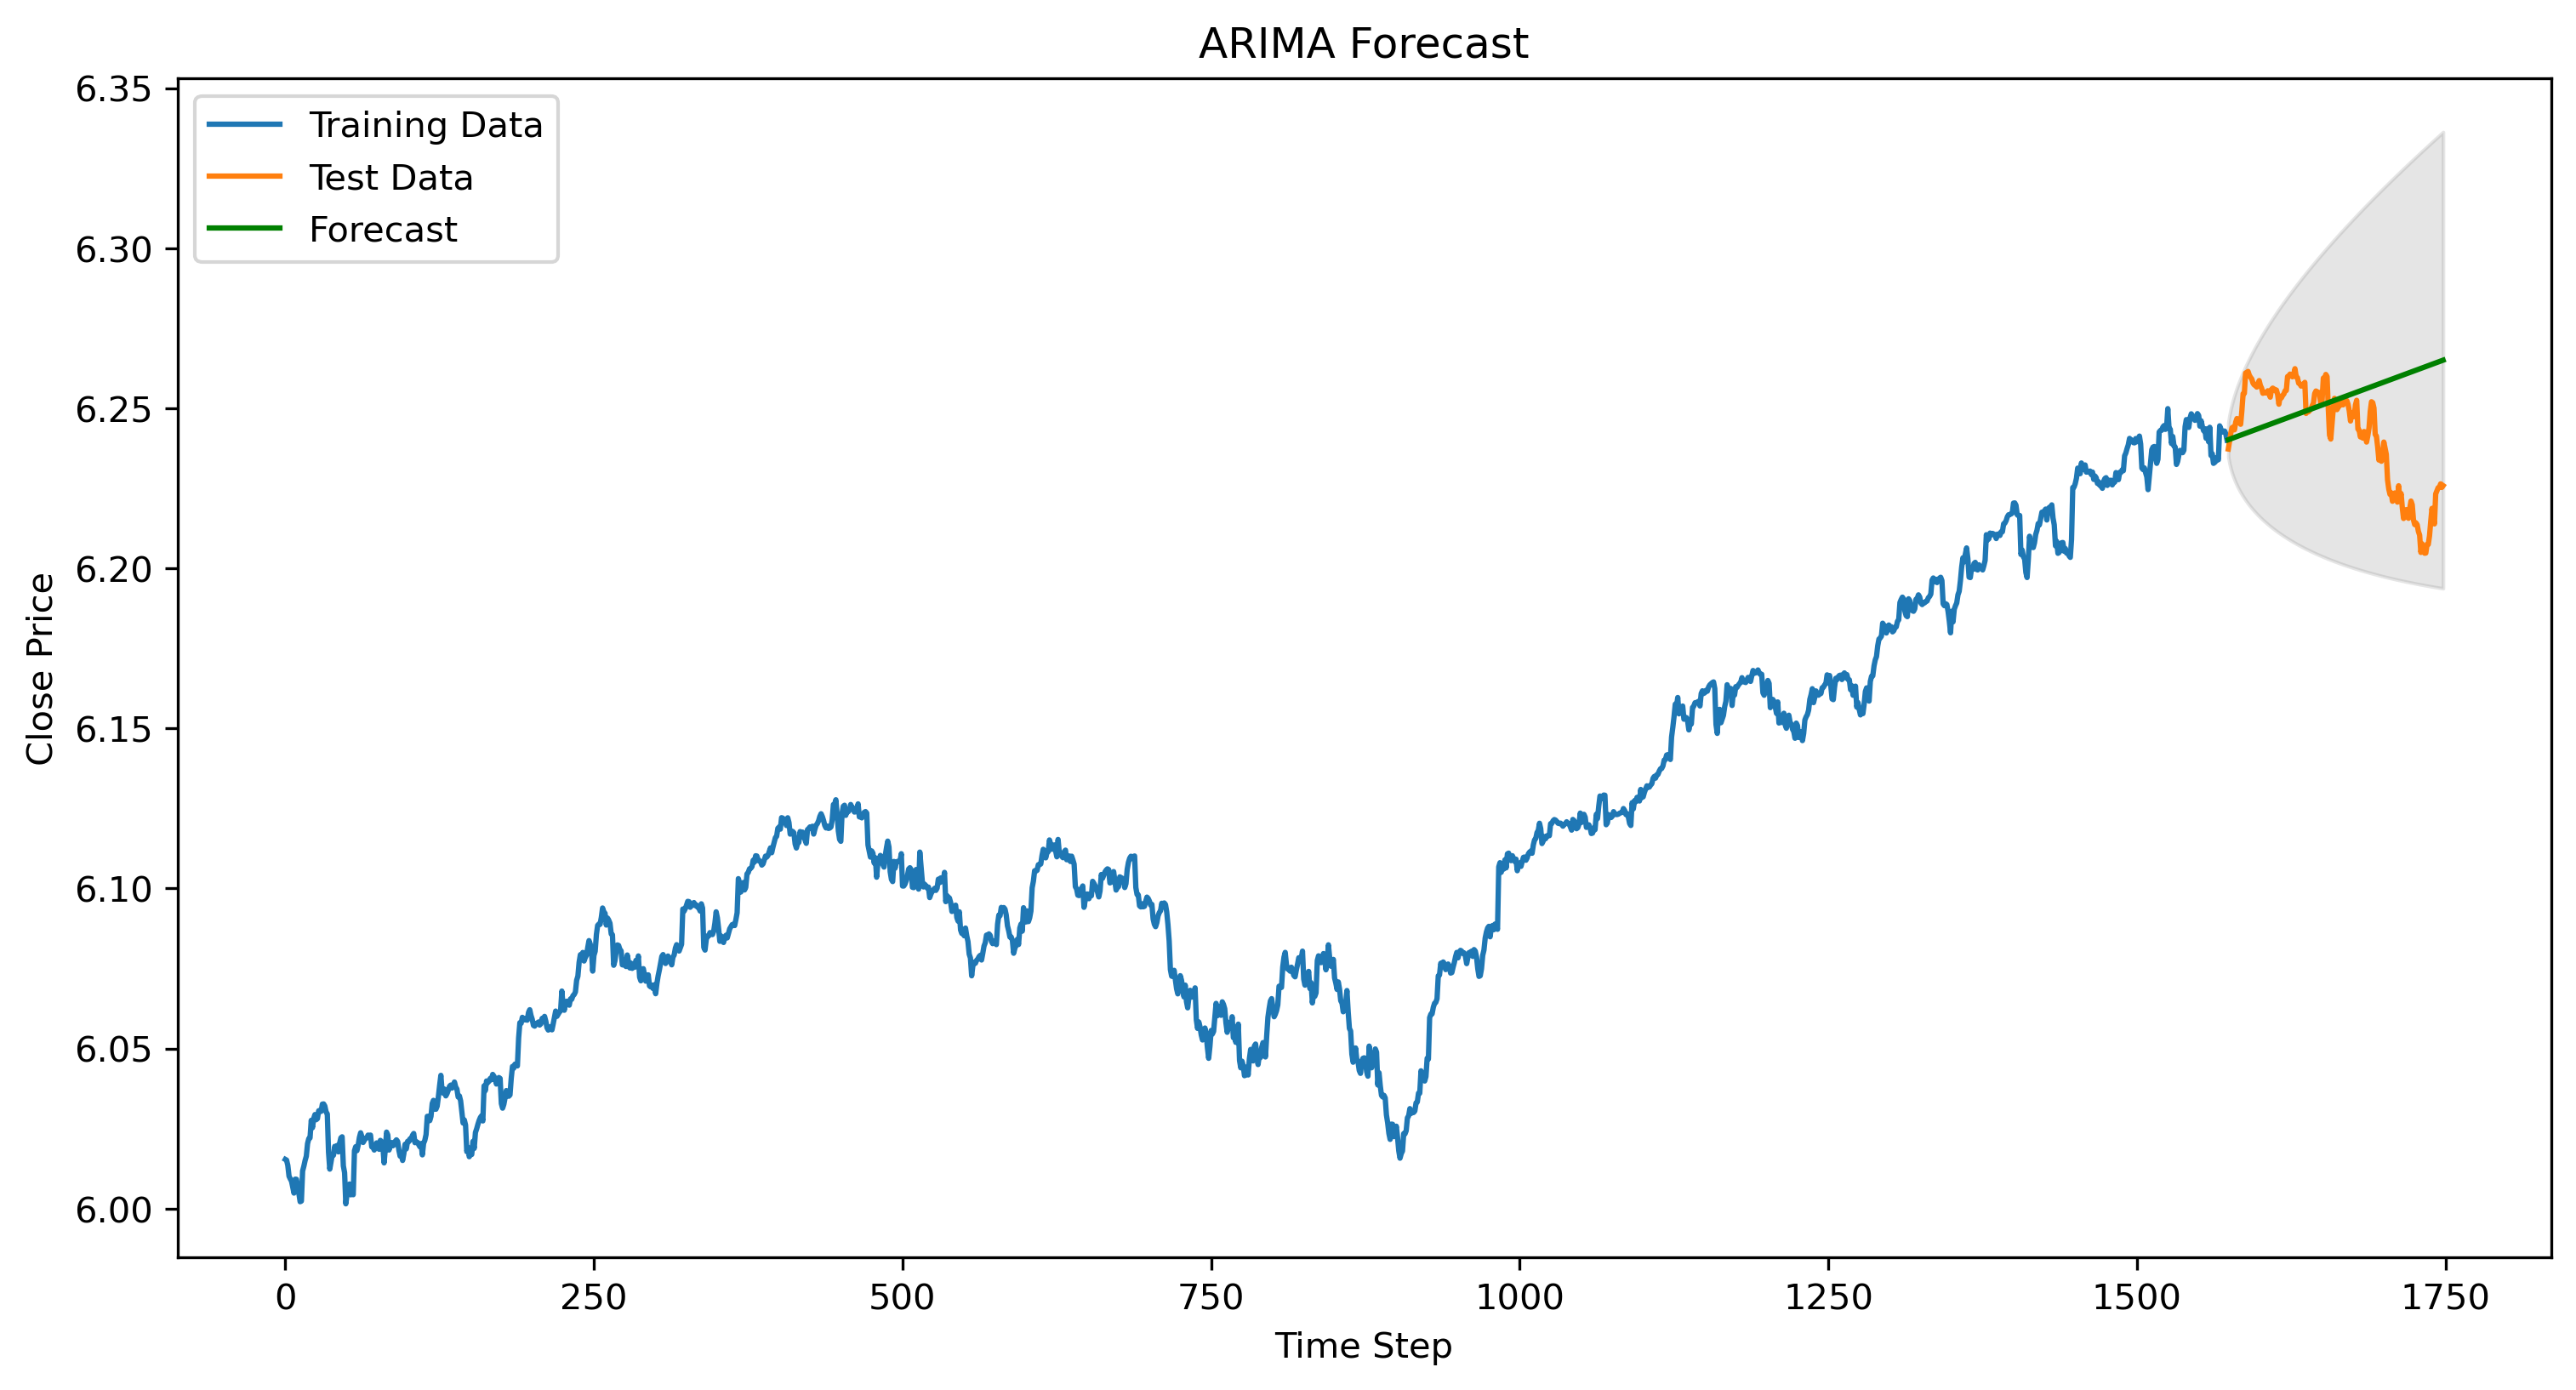 ARIMA Forecast
6.35
6.30
6.25
6.20
6.15
6.10
6.05
6.00
Close Price
Training Data
Test Data
Forecast
0 250 500 750 1000 1250 1500 1750
Time Step